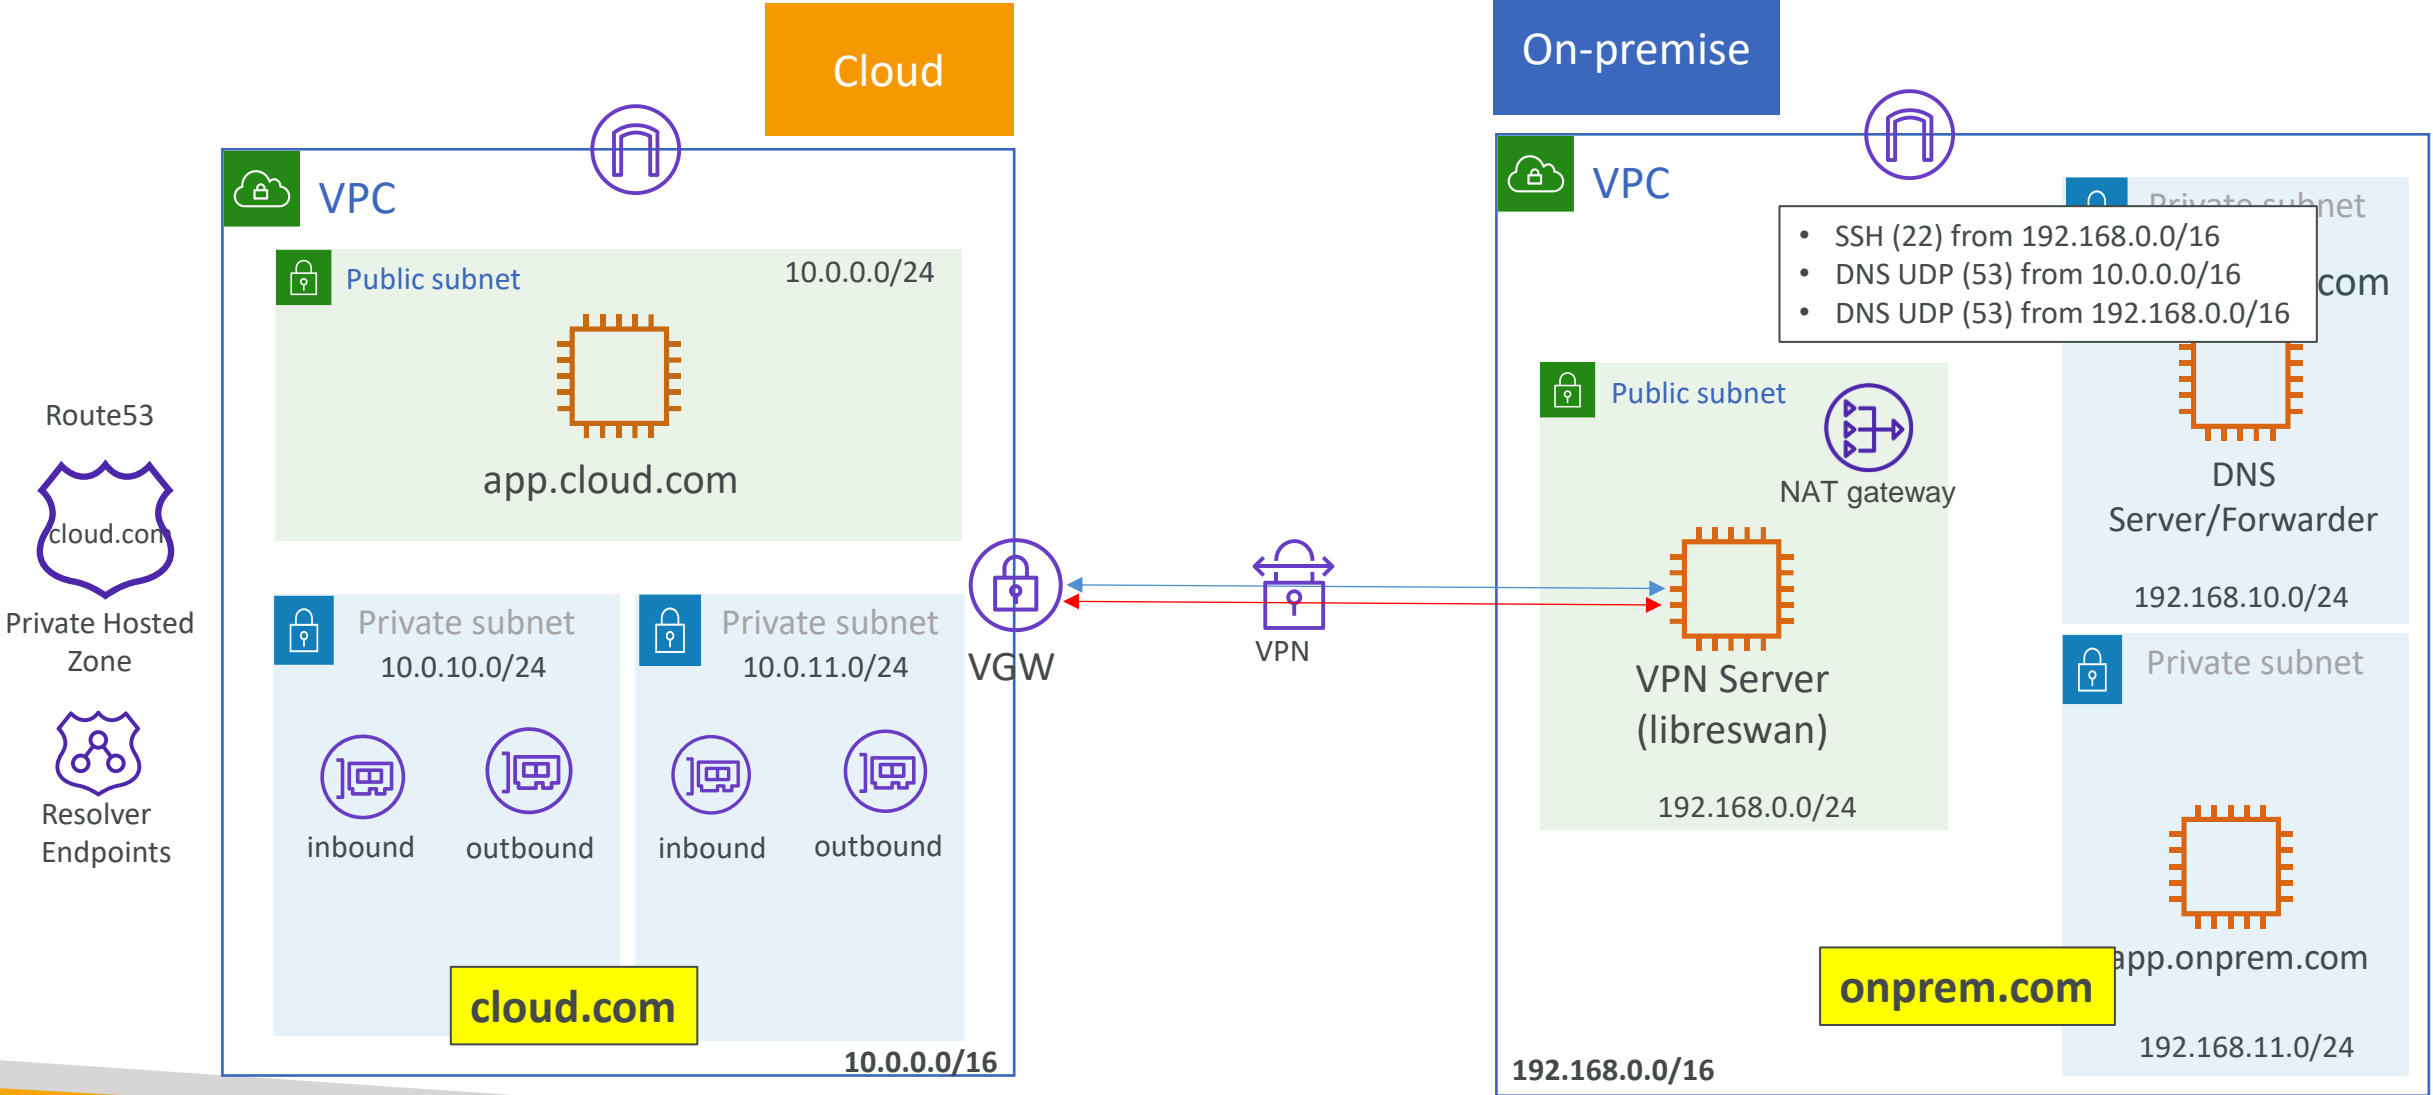 Cloud
On-premise
VPC
Public subnet
10.0.0.0/24
app.cloud.com
Route53
cloud.com
Private Hosted
Zone
Resolver
Endpoints
Private subnet
10.0.10.0/24
inbound
outbound
Private subnet
10.0.11.0/24
inbound
outbound
cloud.com
10.0.0.0/16
VGW
VPN
VPC
Private subnet
• SSH (22) from 192.168.0.0/16
• DNS UDP (53) from 10.0.0.0/16
• DNS UDP (53) from 192.168.0.0/16
com
Public subnet
NAT gateway
VPN Server
(libreswan)
192.168.0.0/24
DNS
Server/Forwarder
192.168.10.0/24
Private subnet
app.onprem.com
192.168.11.0/24
onprem.com
192.168.0.0/16